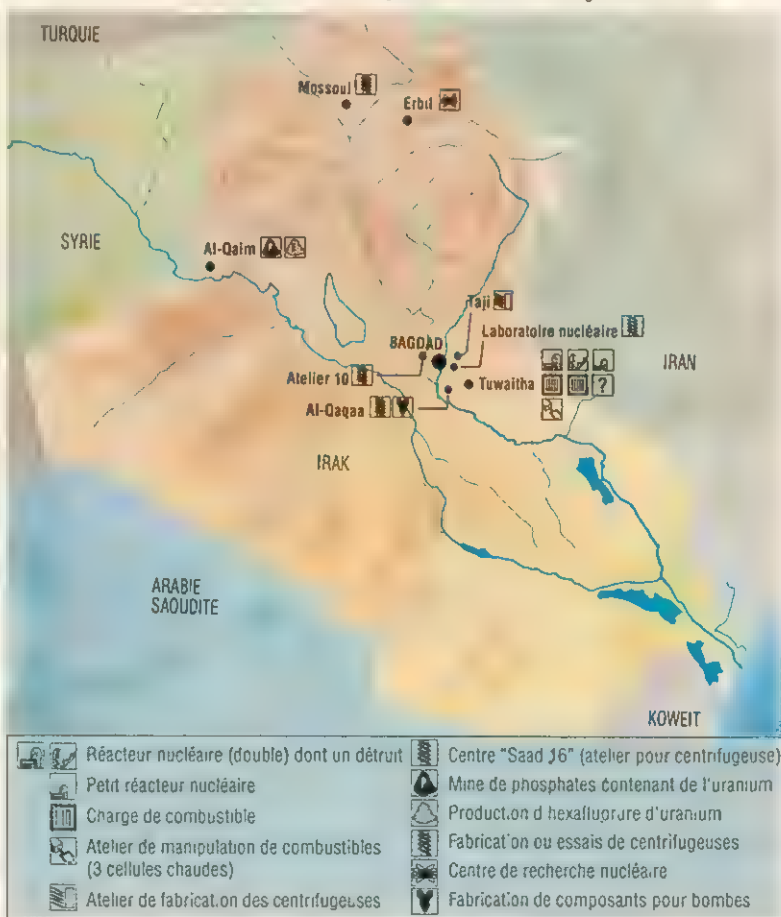 TURQUIE
Mossoul
Erbil
SYRIE
Al-Qaim
Taji
BAGDAD
Laboratoire nucléaire
IRAN
Atelier 10
Tuwaitha
?
Al-Qaqaa
IRAK
ARABIE
SAOUDITE
KOWEIT
Réacteur nucléaire (double) dont un détruit
Petit réacteur nucléaire
Charge de combustible
Atelier de manipulation de combustibles
(3 cellules chaudes)
Atelier de fabrication des centrifugeuses
Centre "Saad 16" (atelier pour centrifugeuse)
Mine de phosphates contenant de l'uranium
Production d'hexafluorure d'uranium
Fabrication ou essais de centrifugeuses
Centre de recherche nucléaire
Fabrication de composants pour bombes